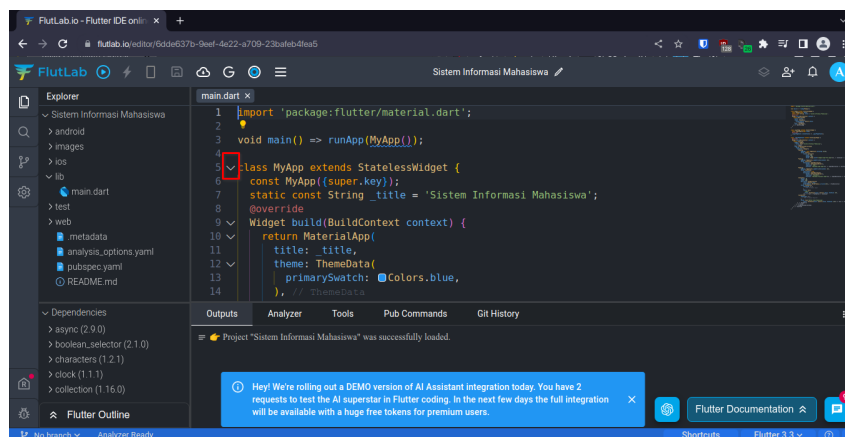 FlutLab.io - Flutter IDE onlin
flutlab.io/editor/6dde637b-9eef-4e22-a709-23bafeb4fea5
FlutLab
Sistem Informasi Mahasiswa
A
Explorer
Sistem Informasi Mahasiswa
android
images
ios
lib
main.dart
test
web
.metadata
analysis_options.yaml
pubspec.yaml
README.md
Dependencies
async (2.9.0)
boolean_selector (2.1.0)
characters (1.2.1)
clock (1.1.1)
collection (1.16.0)
Flutter Outline
main.dart
1 import 'package:flutter/material.dart';
2
3 void main() => runApp(MyApp());
4
5 class MyApp extends StatelessWidget {
6 const MyApp({super.key});
7 static const String _title = 'Sistem Informasi Mahasiswa';
8 @override
9 Widget build(BuildContext context) {
10 return MaterialApp(
11 title: _title,
12 theme: ThemeData(
13 primarySwatch: Colors.blue,
14 ), // ThemeData
Outputs Analyzer Tools Pub Commands Git History
Project "Sistem Informasi Mahasiswa" was successfully loaded.
Hey! We're rolling out a DEMO version of AI Assistant integration today. You have 2
requests to test the AI superstar in Flutter coding. In the next few days the full integration
will be available with a huge free tokens for premium users.
Flutter Documentation
No branch Analyzer Ready
Shortcuts Flutter 3.3